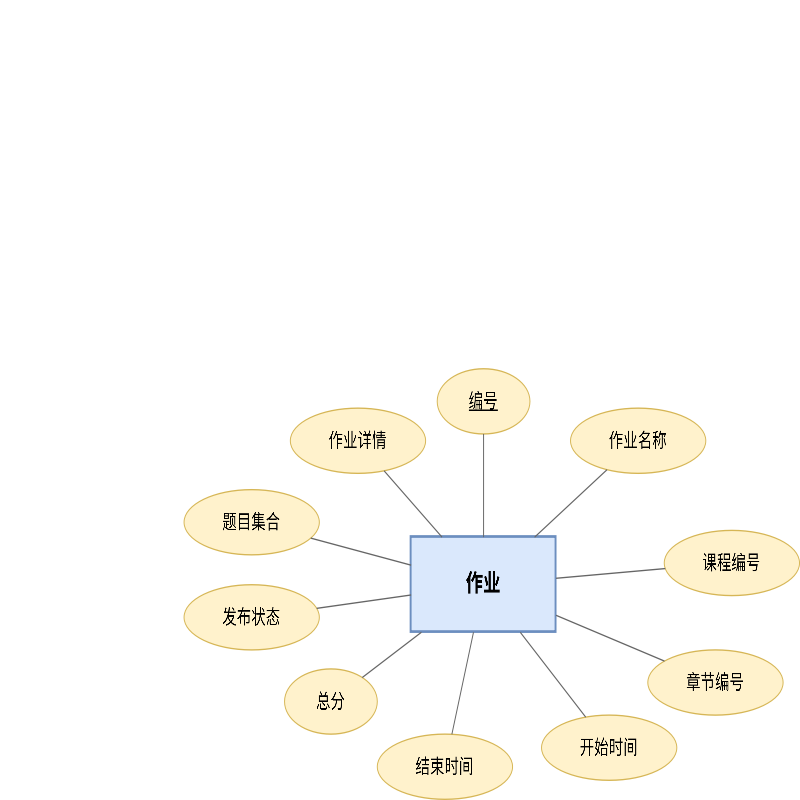 编号
作业详情
作业名称
题目集合
课程编号
作业
发布状态
章节编号
总分
开始时间
结束时间